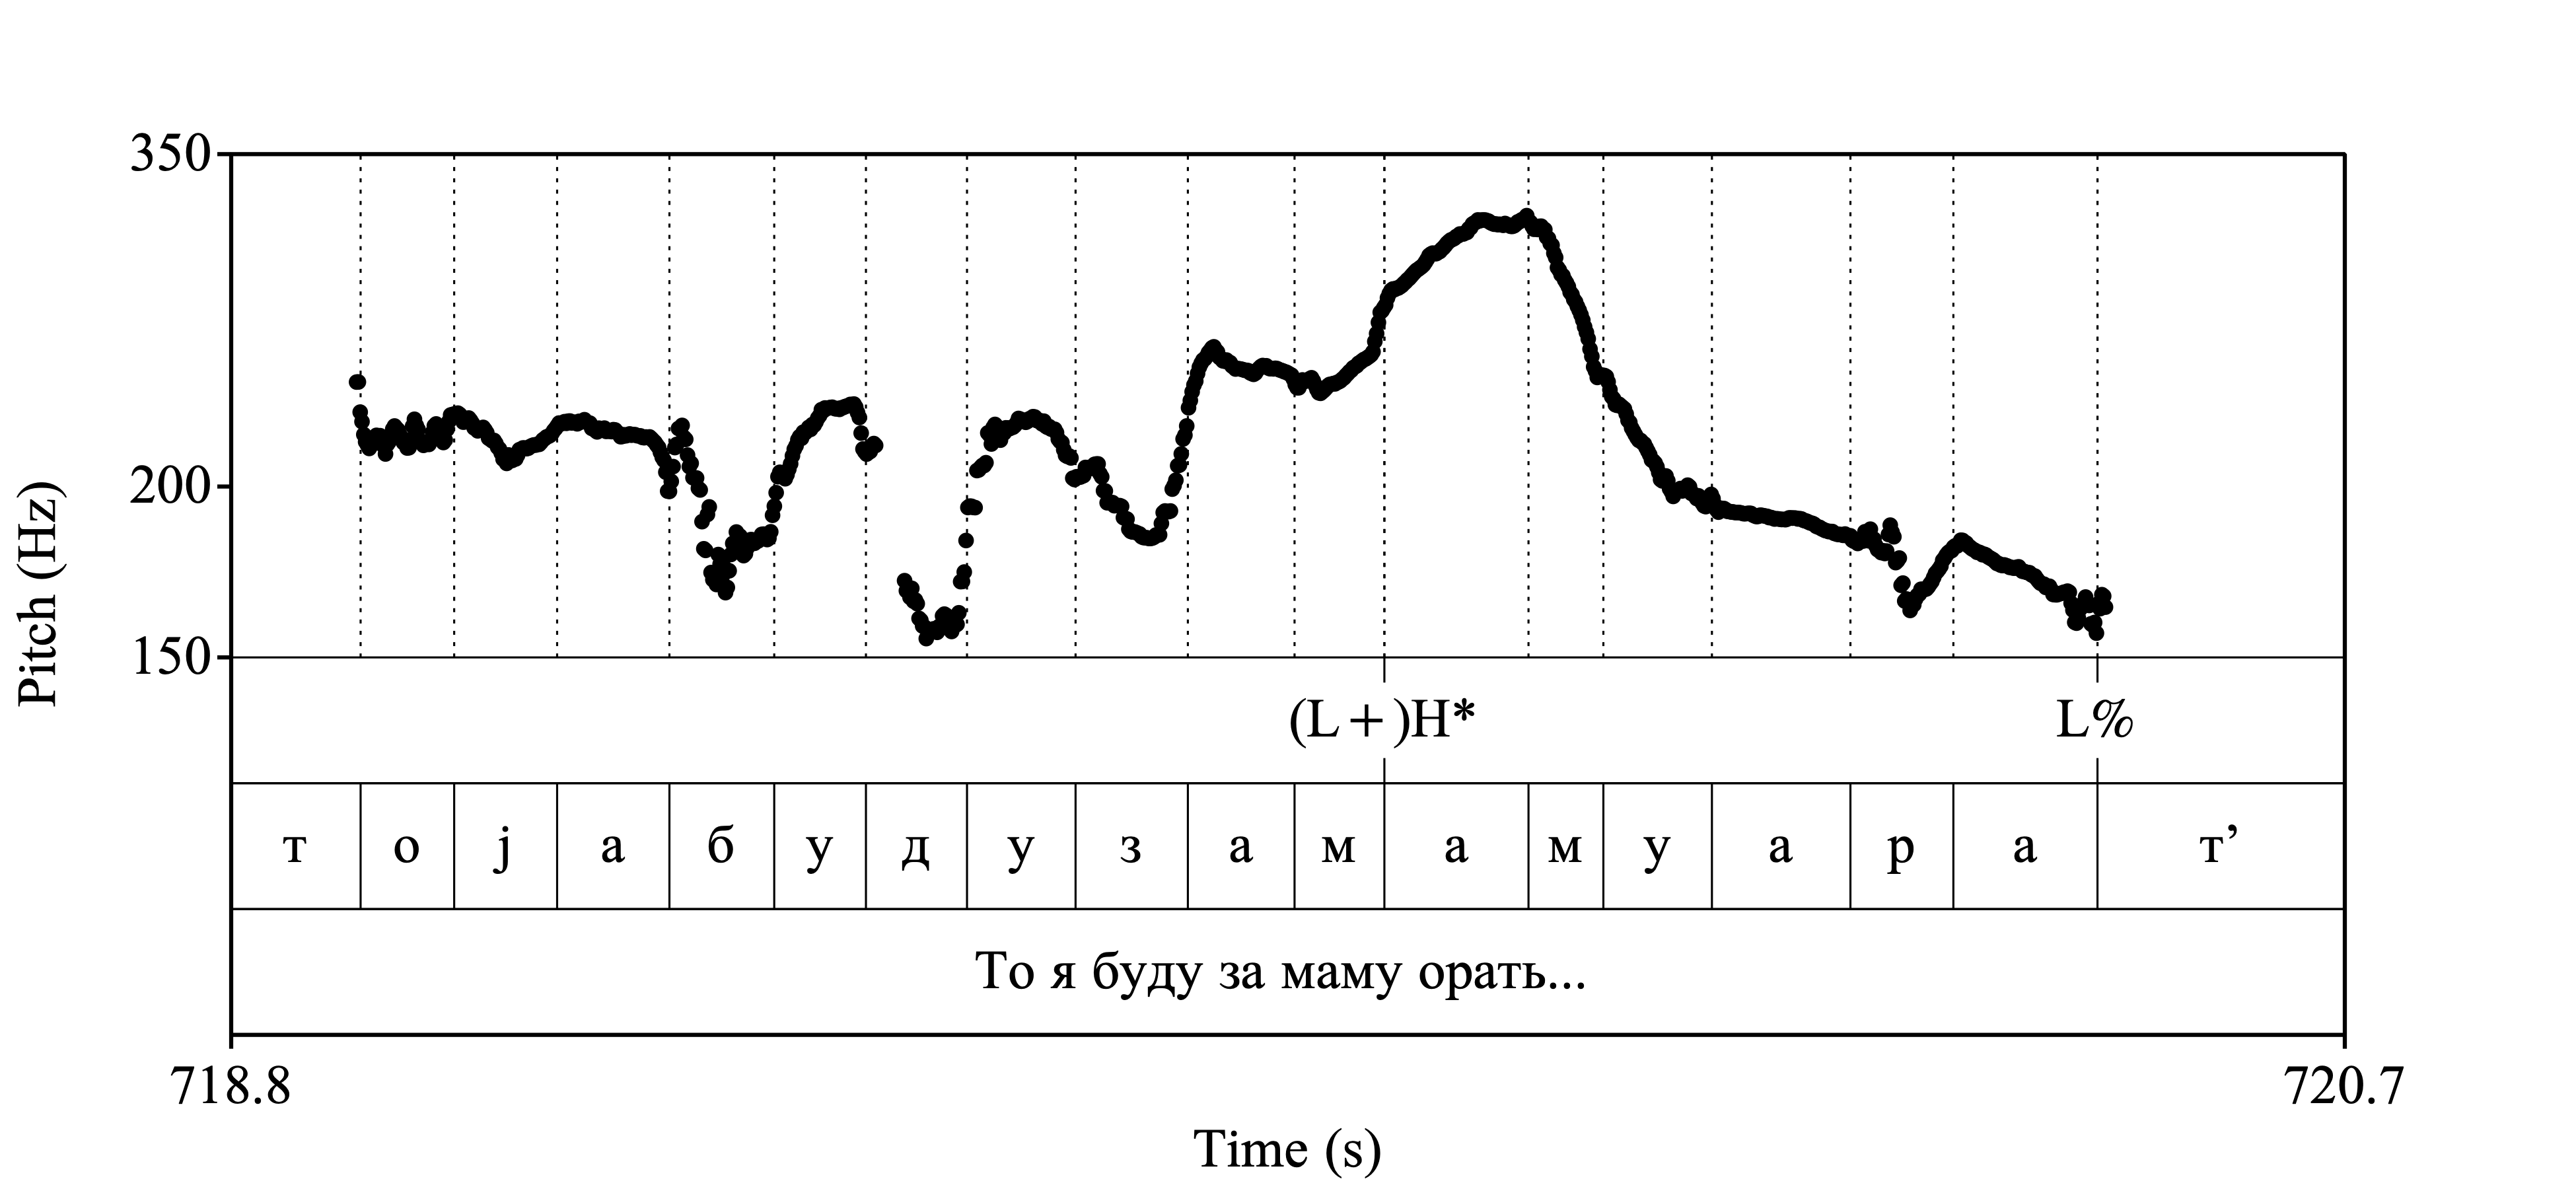 350
200
150
Pitch (Hz)
(L+)H* L%
т о j а б у д у з а м а м у а р а т’
То я буду за маму орать...
718.8 720.7
Time (s)